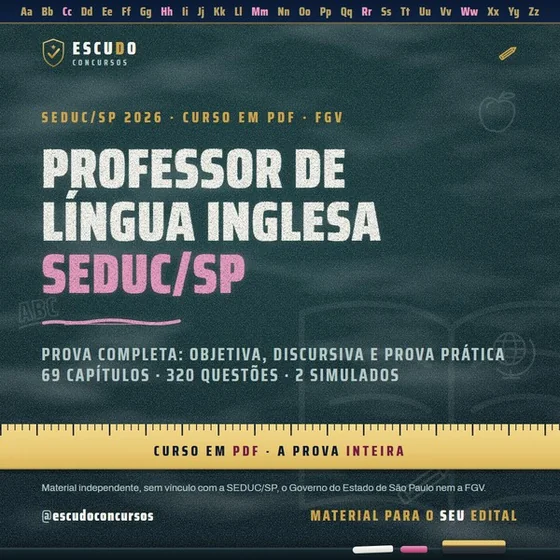 Aa Bb Cc Dd Ee Ff Gg Hh Ii Jj Kk Ll Mm Nn Oo Pp Qq Rr Ss Tt Uu Vv Ww Xx Yy Zz
ESCUDO
CONCURSOS
SEDUC/SP 2026 · CURSO EM PDF · FGV
PROFESSOR DE
LÍNGUA INGLESA
SEDUC/SP
ABC
PROVA COMPLETA: OBJETIVA, DISCURSIVA E PROVA PRÁTICA
69 CAPÍTULOS · 320 QUESTÕES · 2 SIMULADOS
CURSO EM PDF · A PROVA INTEIRA
Material independente, sem vínculo com a SEDUC/SP, o Governo do Estado de São Paulo nem a FGV.
@escudoconcursos
MATERIAL PARA O SEU EDITAL